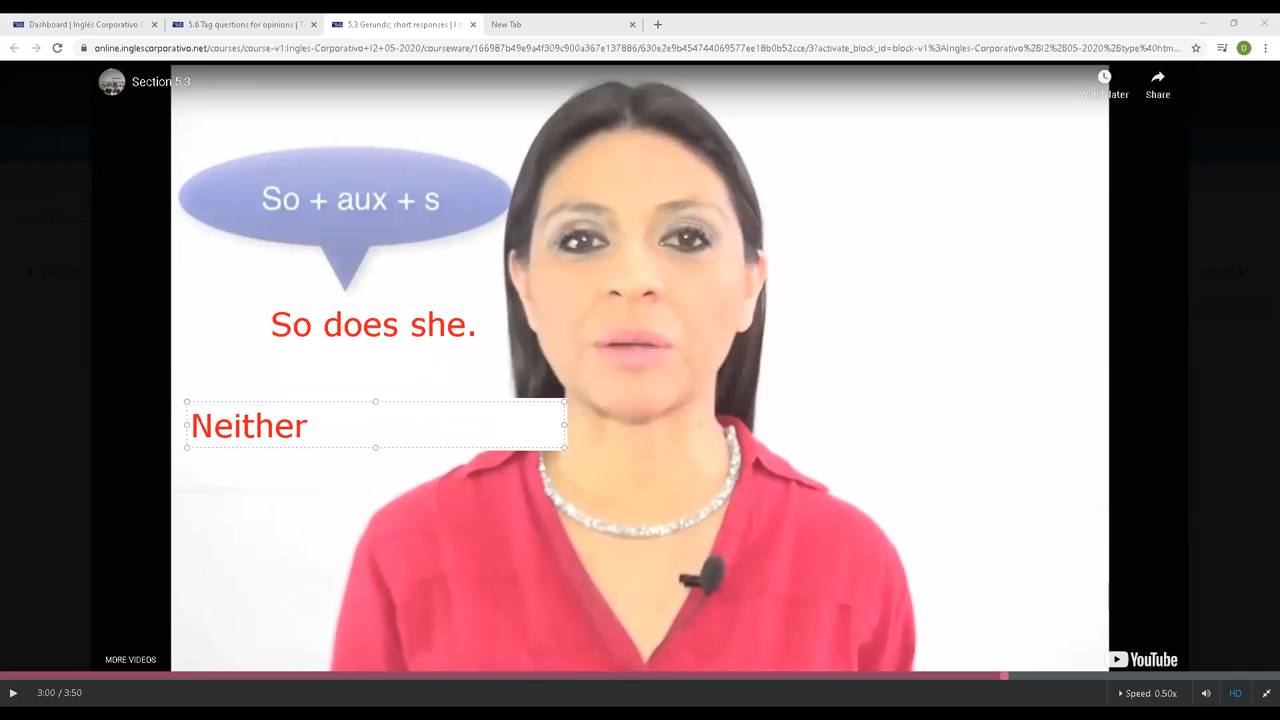 Dashboard | Inglés Corporativo
5.6 Tag questions for opinions |
5.3 Gerunds; short responses |
New Tab
Section 5.3
Watch later
Share
So + aux + s
So does she.
Neither
MORE VIDEOS
YouTube
3:00 / 3:50
Speed 0.50x
HD